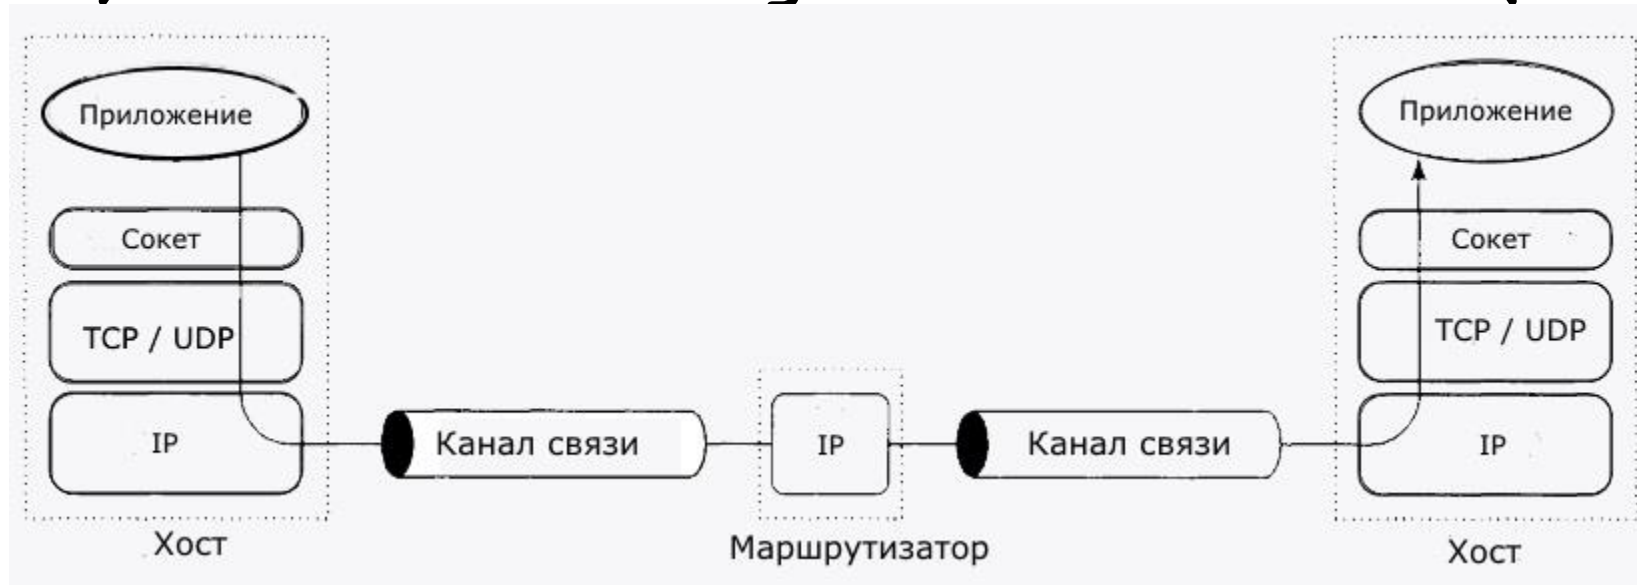 Приложение
Сокет
TCP / UDP
IP
Хост
Канал связи
IP
Маршрутизатор
Канал связи
Приложение
Сокет
TCP / UDP
IP
Хост